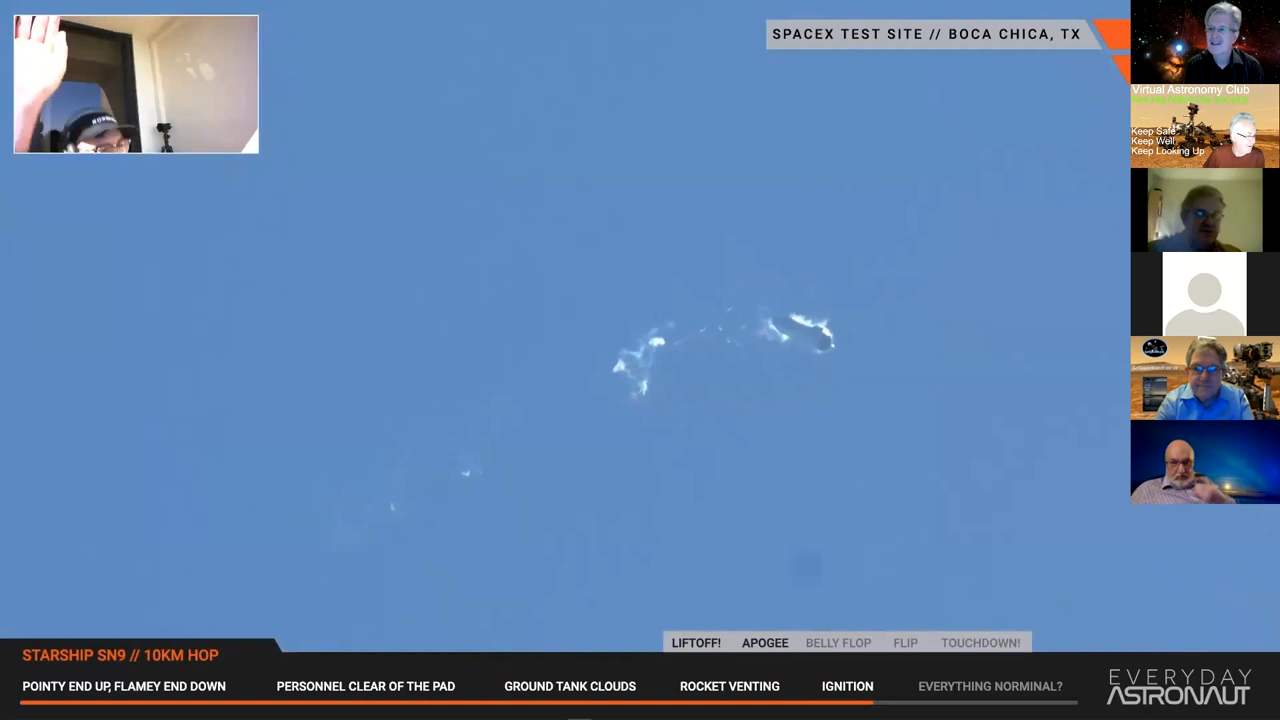 SPACEX TEST SITE // BOCA CHICA, TX
Virtual Astronomy Club
Keep Safe
Keep Well
Keep Looking Up
LIFTOFF! APOGEE BELLY FLOP FLIP TOUCHDOWN!
STARSHIP SN9 // 10KM HOP
POINTY END UP, FLAMEY END DOWN PERSONNEL CLEAR OF THE PAD GROUND TANK CLOUDS ROCKET VENTING IGNITION EVERYTHING NORMINAL?
EVERYDAY
ASTRONAUT